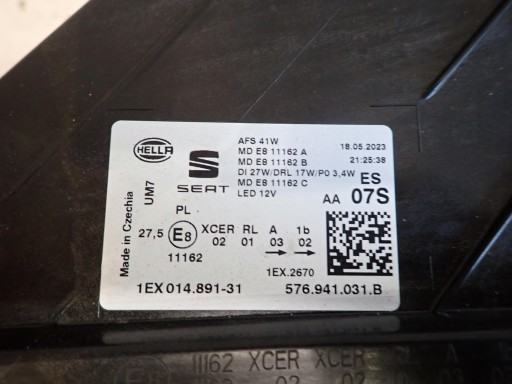 HELLA
SEAT
AFS 41W
MD E8 11162 A
MD E8 11162 B
DI 27W/DRL 17W/P0 3,4W
MD E8 11162 C
LED 12V
18.05.2023
21:25:38
ES
AA 07S
Made in Czechia
UM7
PL
27,5 E8 XCER RL A 1b
02 01 03 02
11162
1EX.2670
1EX 014.891-31
576.941.031.B
11162 XCER XCER